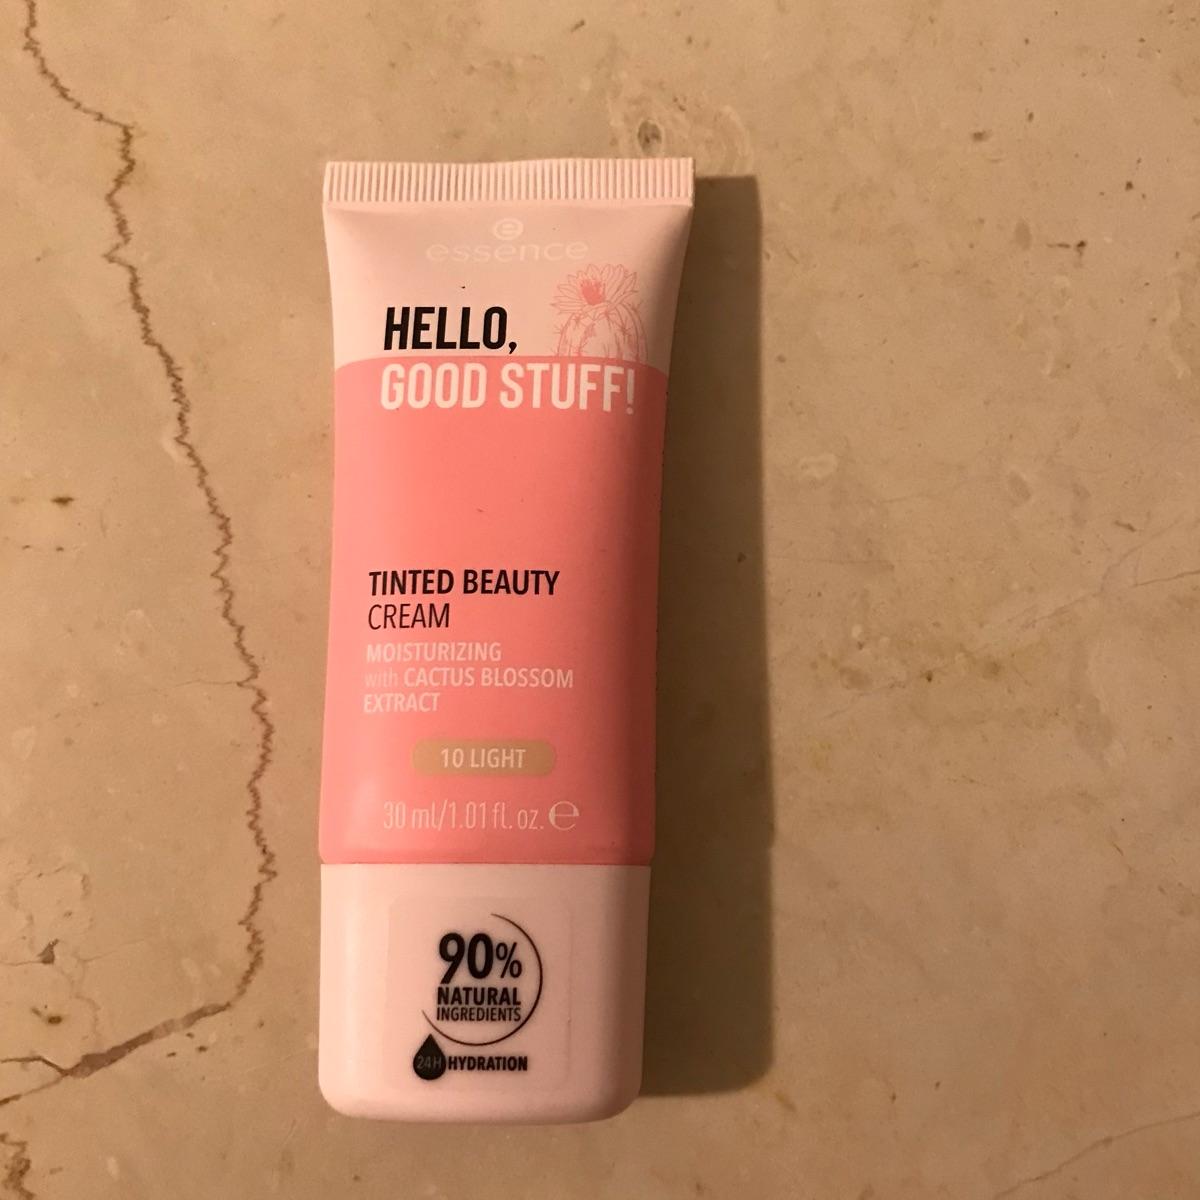 essence
HELLO,
GOOD STUFF!
TINTED BEAUTY
CREAM
MOISTURIZING
with CACTUS BLOSSOM
EXTRACT
10 LIGHT
30 ml/1.01 fl. oz. ℮
90%
NATURAL
INGREDIENTS
24H HYDRATION